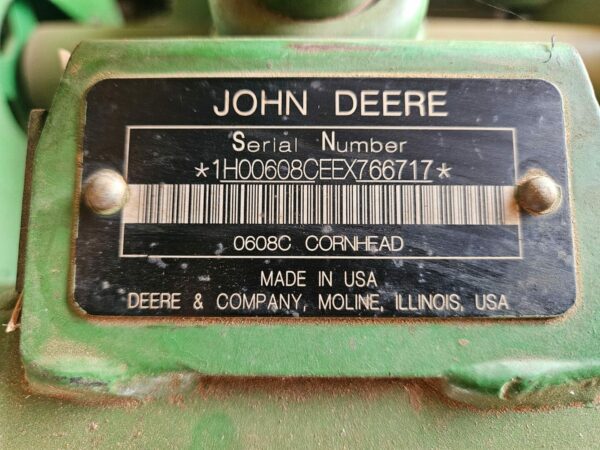 JOHN DEERE
Serial Number
*1H00608CEEX766717*
0608C CORNHEAD
MADE IN USA
DEERE & COMPANY, MOLINE, ILLINOIS, USA